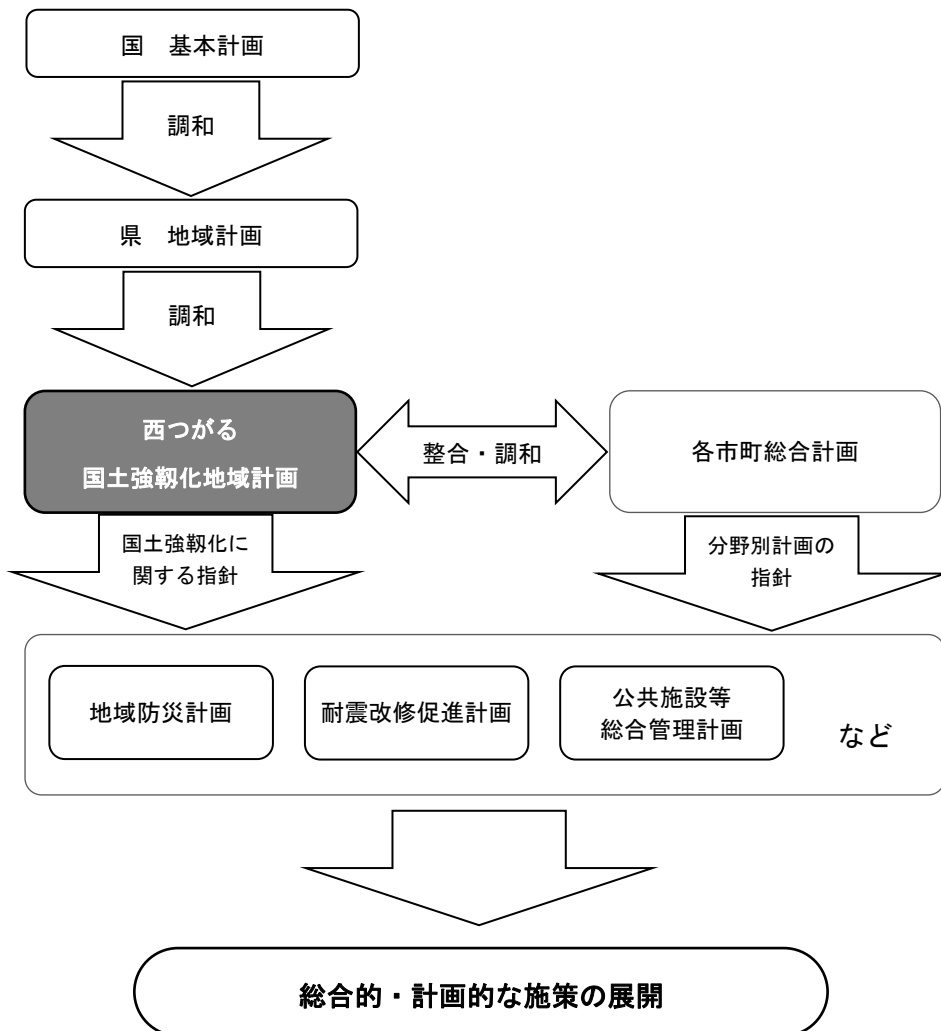 国　基本計画
調和
県　地域計画
調和
西つがる
国土強靱化地域計画
整合・調和
各市町総合計画
国土強靱化に
関する指針
分野別計画の
指針
地域防災計画
耐震改修促進計画
公共施設等
総合管理計画
など
総合的・計画的な施策の展開